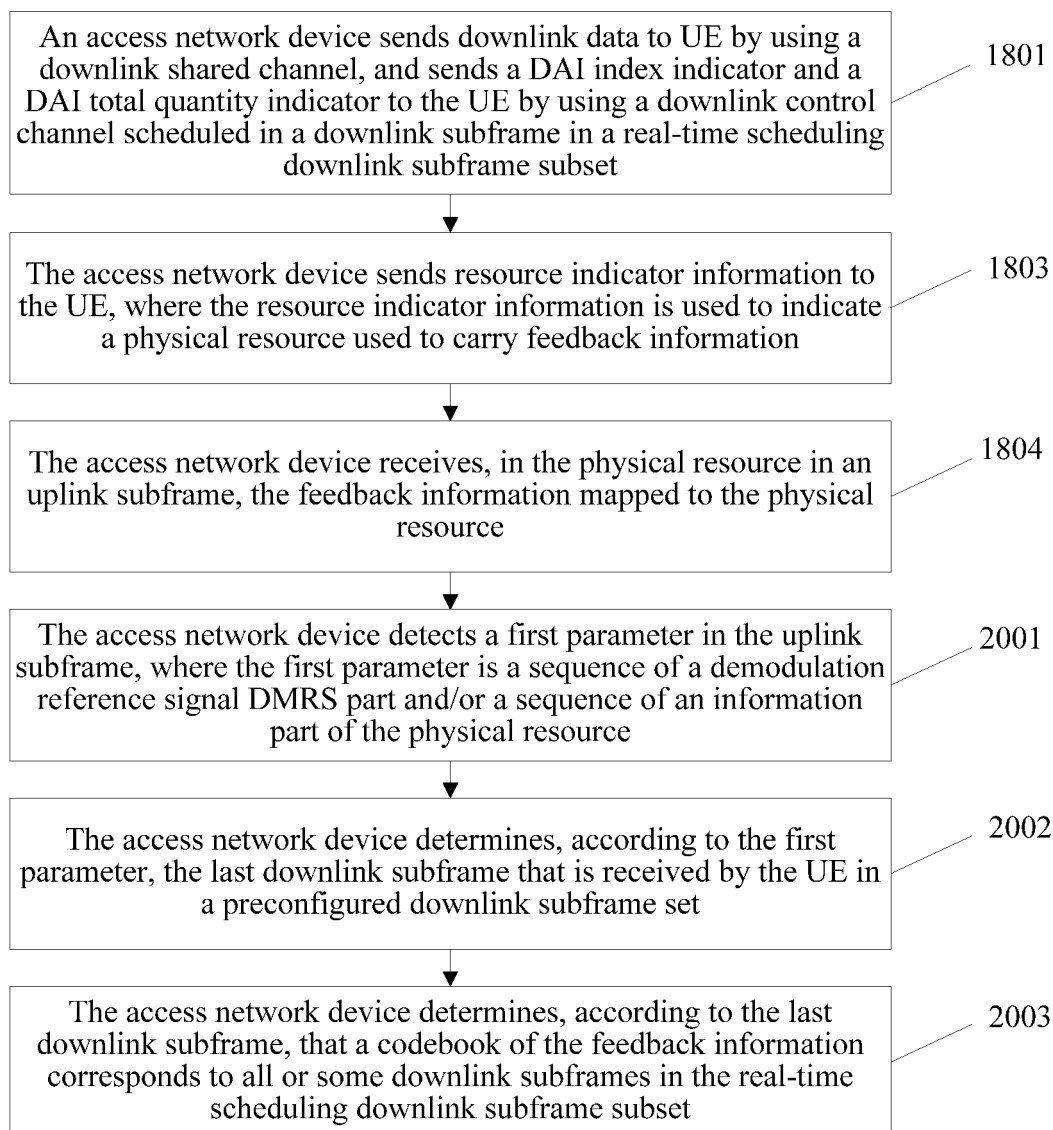 An access network device sends downlink data to UE by using a
downlink shared channel, and sends a DAI index indicator and a
DAI total quantity indicator to the UE by using a downlink control
channel scheduled in a downlink subframe in a real-time scheduling
downlink subframe subset
1801
The access network device sends resource indicator information to
the UE, where the resource indicator information is used to indicate
a physical resource used to carry feedback information
1803
The access network device receives, in the physical resource in an
uplink subframe, the feedback information mapped to the physical
resource
1804
The access network device detects a first parameter in the uplink
subframe, where the first parameter is a sequence of a demodulation
reference signal DMRS part and/or a sequence of an information
part of the physical resource
2001
The access network device determines, according to the first
parameter, the last downlink subframe that is received by the UE in
a preconfigured downlink subframe set
2002
The access network device determines, according to the last
downlink subframe, that a codebook of the feedback information
corresponds to all or some downlink subframes in the real-time
scheduling downlink subframe subset
2003